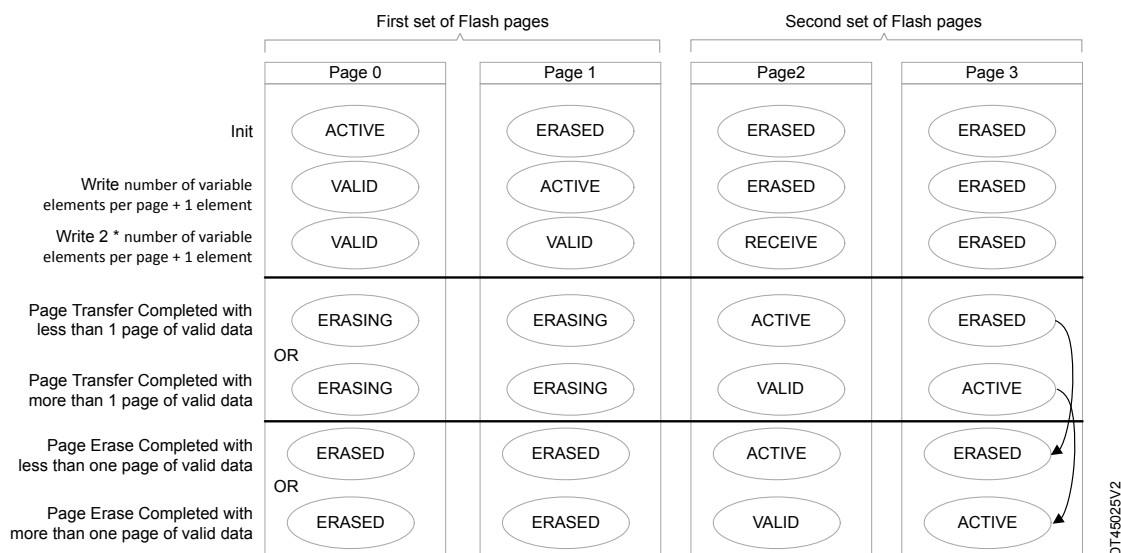 First set of Flash pages
Second set of Flash pages
Page 0
Page 1
Page2
Page 3
Init
ACTIVE
ERASED
ERASED
ERASED
Write number of variable
elements per page + 1 element
VALID
ACTIVE
ERASED
ERASED
Write 2 * number of variable
elements per page + 1 element
VALID
VALID
RECEIVE
ERASED
Page Transfer Completed with
less than 1 page of valid data
ERASING
ERASING
ACTIVE
ERASED
OR
Page Transfer Completed with
more than 1 page of valid data
ERASING
ERASING
VALID
ACTIVE
Page Erase Completed with
less than one page of valid data
ERASED
ERASED
ACTIVE
ERASED
OR
Page Erase Completed with
more than one page of valid data
ERASED
ERASED
VALID
ACTIVE
DT45025V2